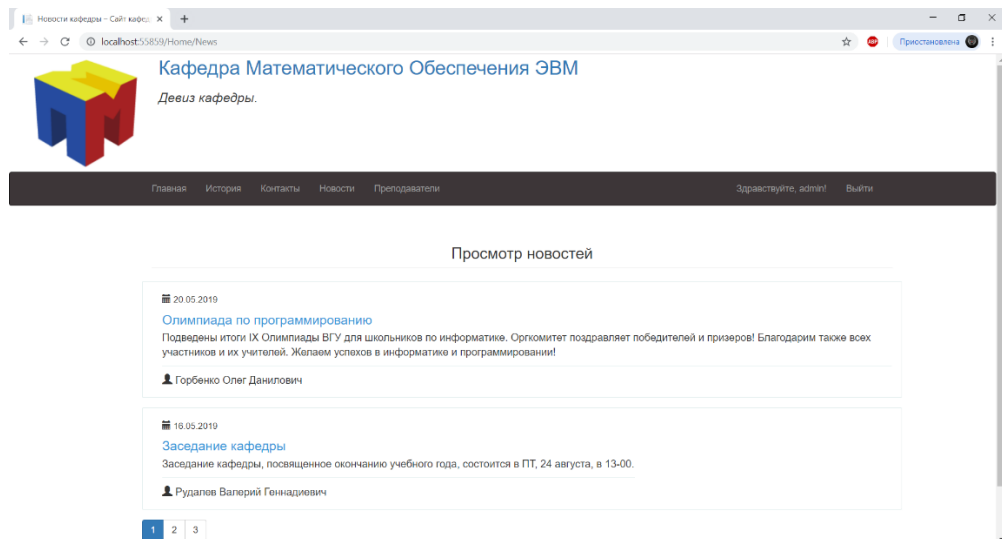 Новости кафедры – Сайт кафед
localhost:55859/Home/News
ABP
Приостановлена
Кафедра Математического Обеспечения ЭВМ
Девиз кафедры.
Главная История Контакты Новости Преподаватели Здравствуйте, admin! Выйти
Просмотр новостей
20.05.2019
Олимпиада по программированию
Подведены итоги IX Олимпиады ВГУ для школьников по информатике. Оргкомитет поздравляет победителей и призеров! Благодарим также всех
участников и их учителей. Желаем успехов в информатике и программировании!
Горбенко Олег Данилович
16.05.2019
Заседание кафедры
Заседание кафедры, посвященное окончанию учебного года, состоится в ПТ, 24 августа, в 13-00.
Рудалев Валерий Геннадиевич
1 2 3